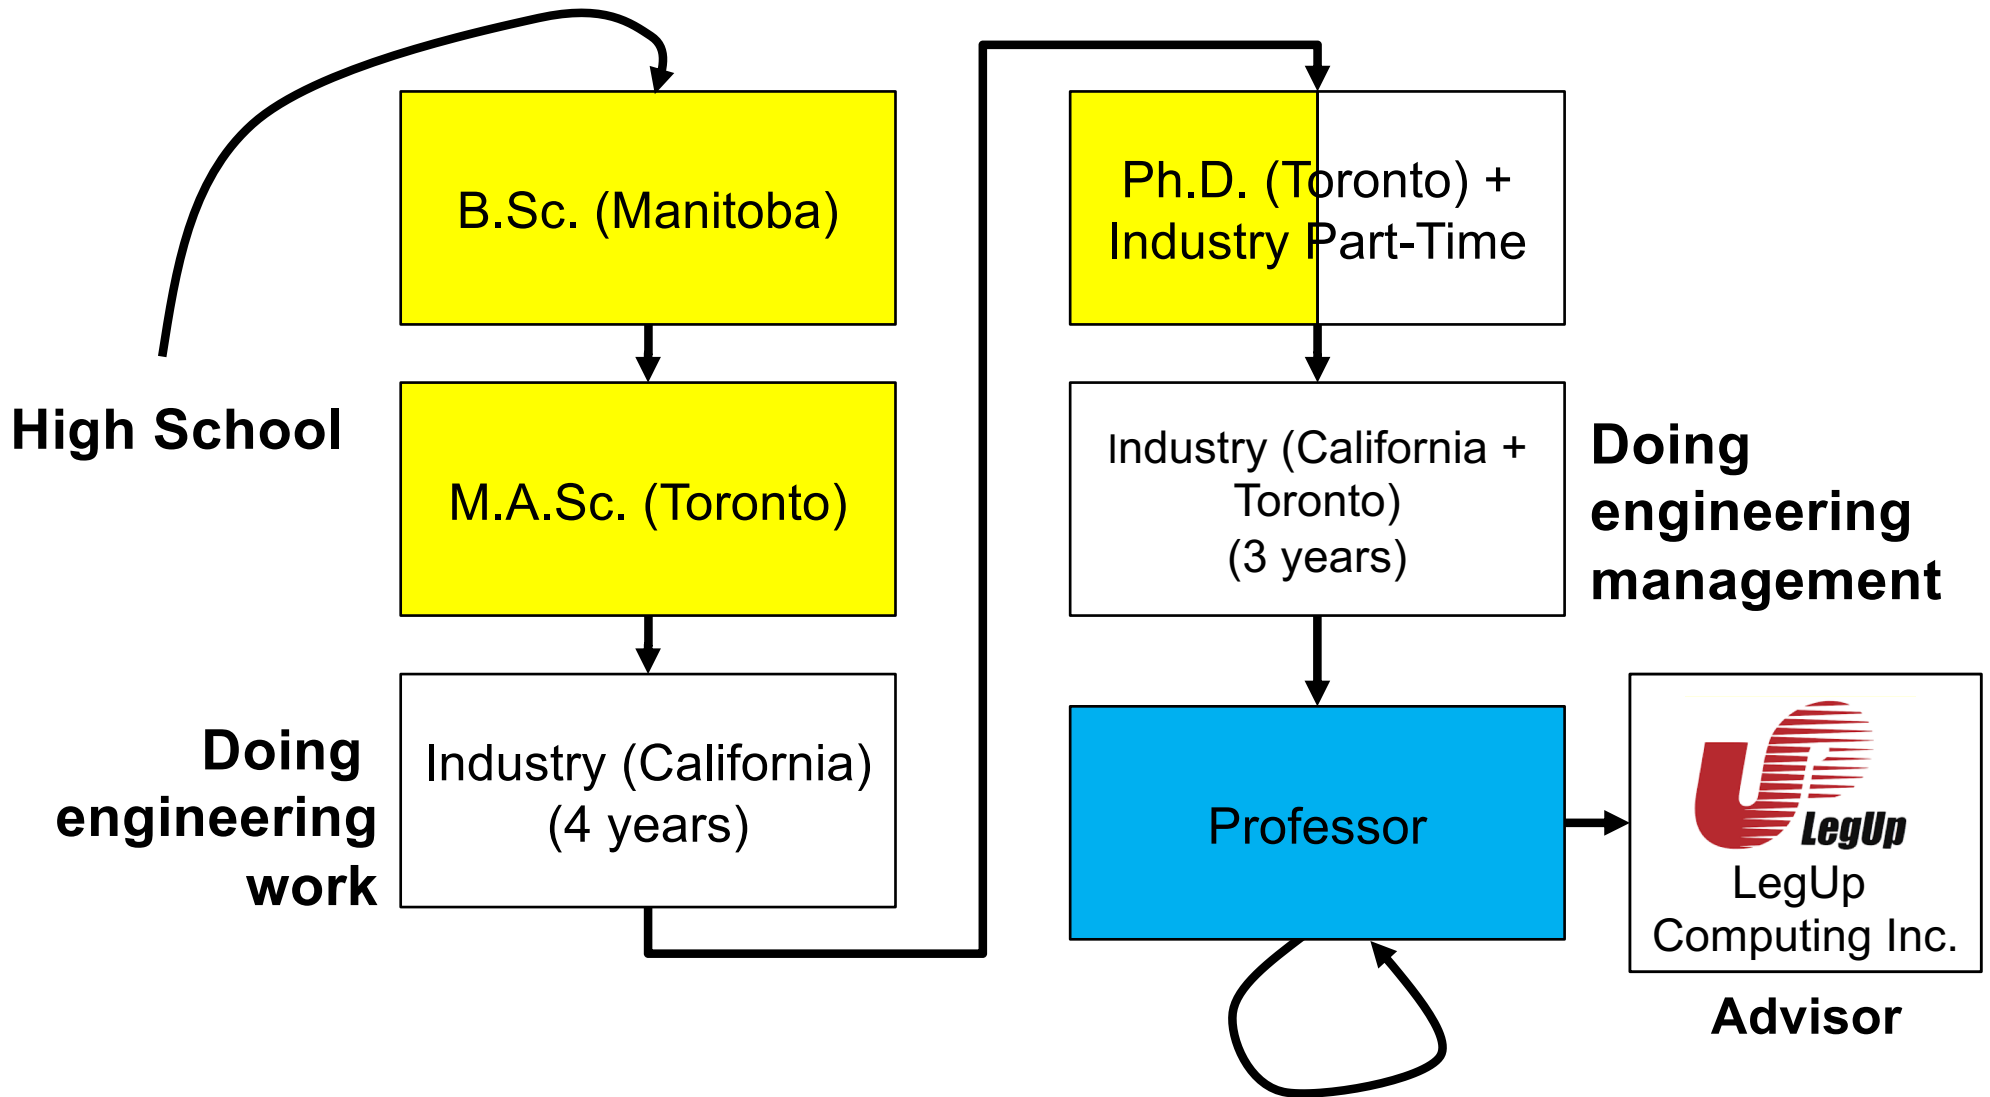 High School
B.Sc. (Manitoba)
M.A.Sc. (Toronto)
Doing
engineering
work
Industry (California)
(4 years)
Ph.D. (Toronto) +
Industry Part-Time
Industry (California +
Toronto)
(3 years)
Doing
engineering
management
Professor
UP
LegUp
LegUp
Computing Inc.
Advisor